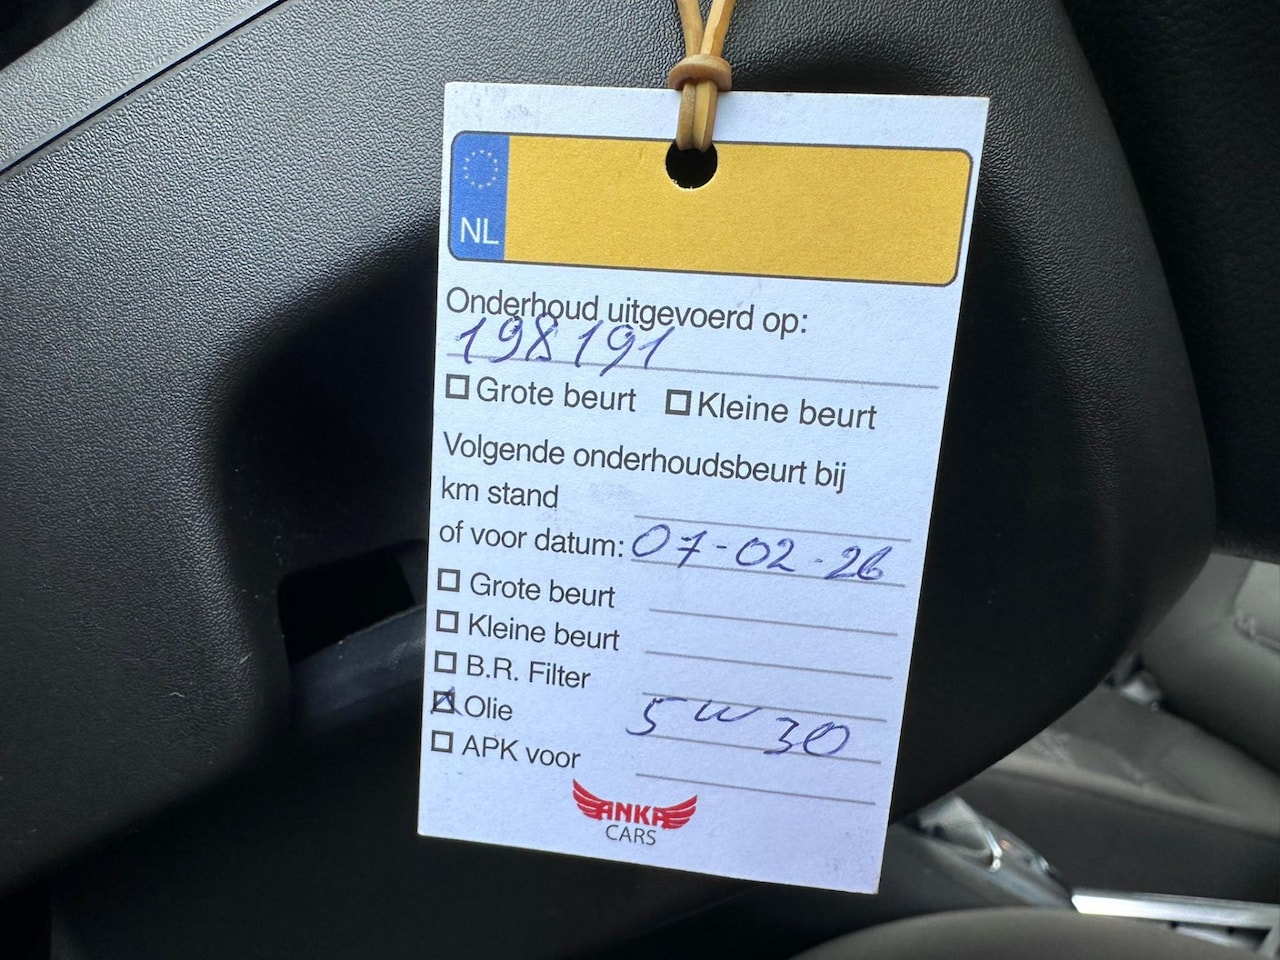 NL
Onderhoud uitgevoerd op:
198191
Grote beurt Kleine beurt
Volgende onderhoudsbeurt bij
km stand
of voor datum: 07-02-26
Grote beurt
Kleine beurt
B.R. Filter
Olie 5w30
APK voor
ANKA
CARS